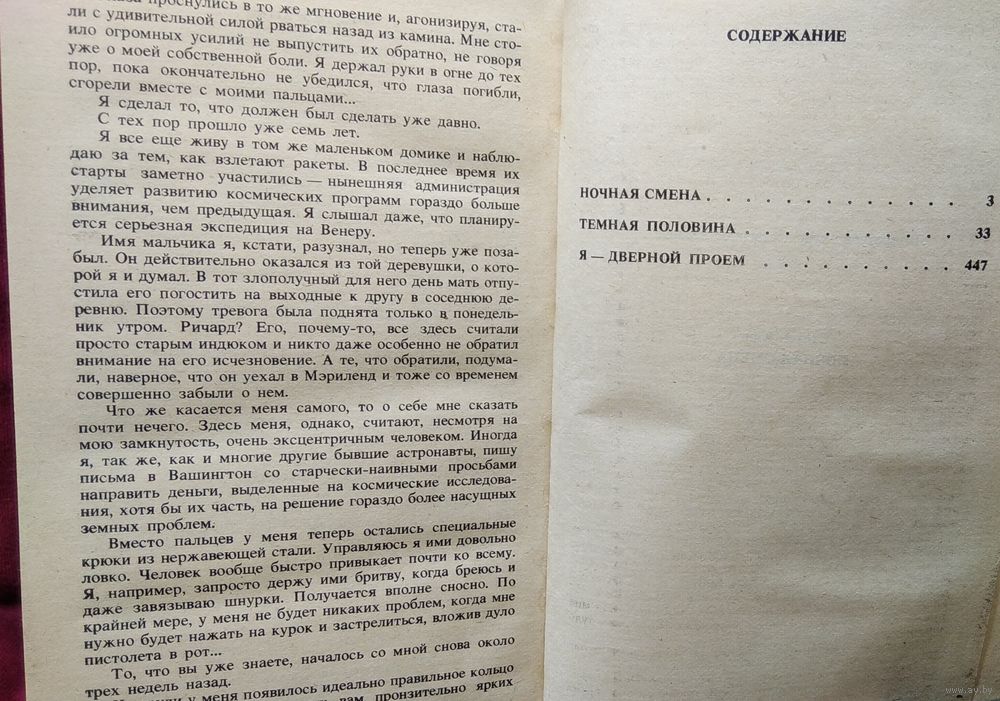 проснулись в то же мгновение и, агонизируя, ста-
ли с удивительной силой рваться назад из камина. Мне сто-
ило огромных усилий не выпустить их обратно, не говоря
уже о моей собственной боли. Я держал руки в огне до тех
пор, пока окончательно не убедился, что глаза погибли,
сгорели вместе с моими пальцами...
Я сделал то, что должен был сделать уже давно.
С тех пор прошло уже семь лет.
Я все еще живу в том же маленьком домике и наблю-
даю за тем, как взлетают ракеты. В последнее время их
старты заметно участились — нынешняя администрация
уделяет развитию космических программ гораздо больше
внимания, чем предыдущая. Я слышал даже, что планиру-
ется серьезная экспедиция на Венеру.
Имя мальчика я, кстати, разузнал, но теперь уже поза-
был. Он действительно оказался из той деревушки, о кото-
рой я и думал. В тот злополучный для него день мать отпу-
стила его погостить на выходные к другу в соседнюю де-
ревню. Поэтому тревога была поднята только в понедель-
ник утром. Ричард? Его, почему-то, все здесь считали
просто старым индюком и никто даже особенно не обратил
внимание на его исчезновение. А те, что обратили, подума-
ли, наверное, что он уехал в Мэриленд и тоже со временем
совершенно забыли о нем.
Что же касается меня самого, то о себе мне сказать
почти нечего. Здесь меня, однако, считают, несмотря на
мою замкнутость, очень эксцентричным человеком. Иногда
я, так же, как и многие другие бывшие астронавты, пишу
письма в Вашингтон со старчески-наивными просьбами
направить деньги, выделенные на космические исследова-
ния, хотя бы их часть, на решение гораздо более насущных
земных проблем.
Вместо пальцев у меня теперь остались специальные
крюки из нержавеющей стали. Управляюсь я ими довольно
ловко. Человек вообще быстро привыкает почти ко всему.
Я, например, запросто держу ими бритву, когда бреюсь и
даже завязываю шнурки. Получается вполне сносно. По
крайней мере, у меня не будет никаких проблем, когда мне
нужно будет нажать на курок и застрелиться, вложив дуло
пистолета в рот...
То, что вы уже знаете, началось со мной снова около
трех недель назад.
у меня появилось идеально правильное кольцо
пронзительно ярких
СОДЕРЖАНИЕ
НОЧНАЯ СМЕНА . . . . . . . . . . . . . . 3
ТЕМНАЯ ПОЛОВИНА . . . . . . . . . . . . 33
Я — ДВЕРНОЙ ПРОЕМ . . . . . . . . . . . 447
www.ay.by